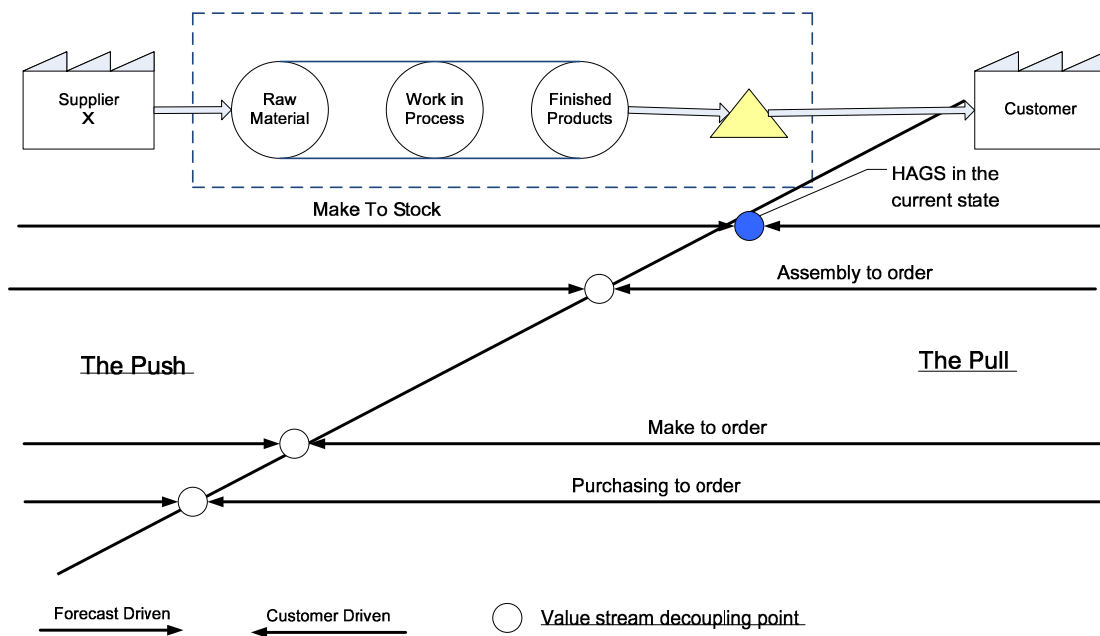 Supplier
X
Raw
Material
Work in
Process
Finished
Products
Customer
HAGS in the
current state
Make To Stock
Assembly to order
The Push
The Pull
Make to order
Purchasing to order
Forecast Driven
Customer Driven
Value stream decoupling point